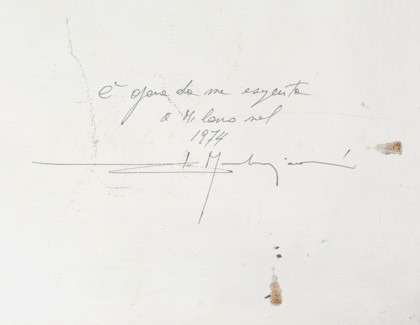 è opera da me eseguita
a Milano nel
1974